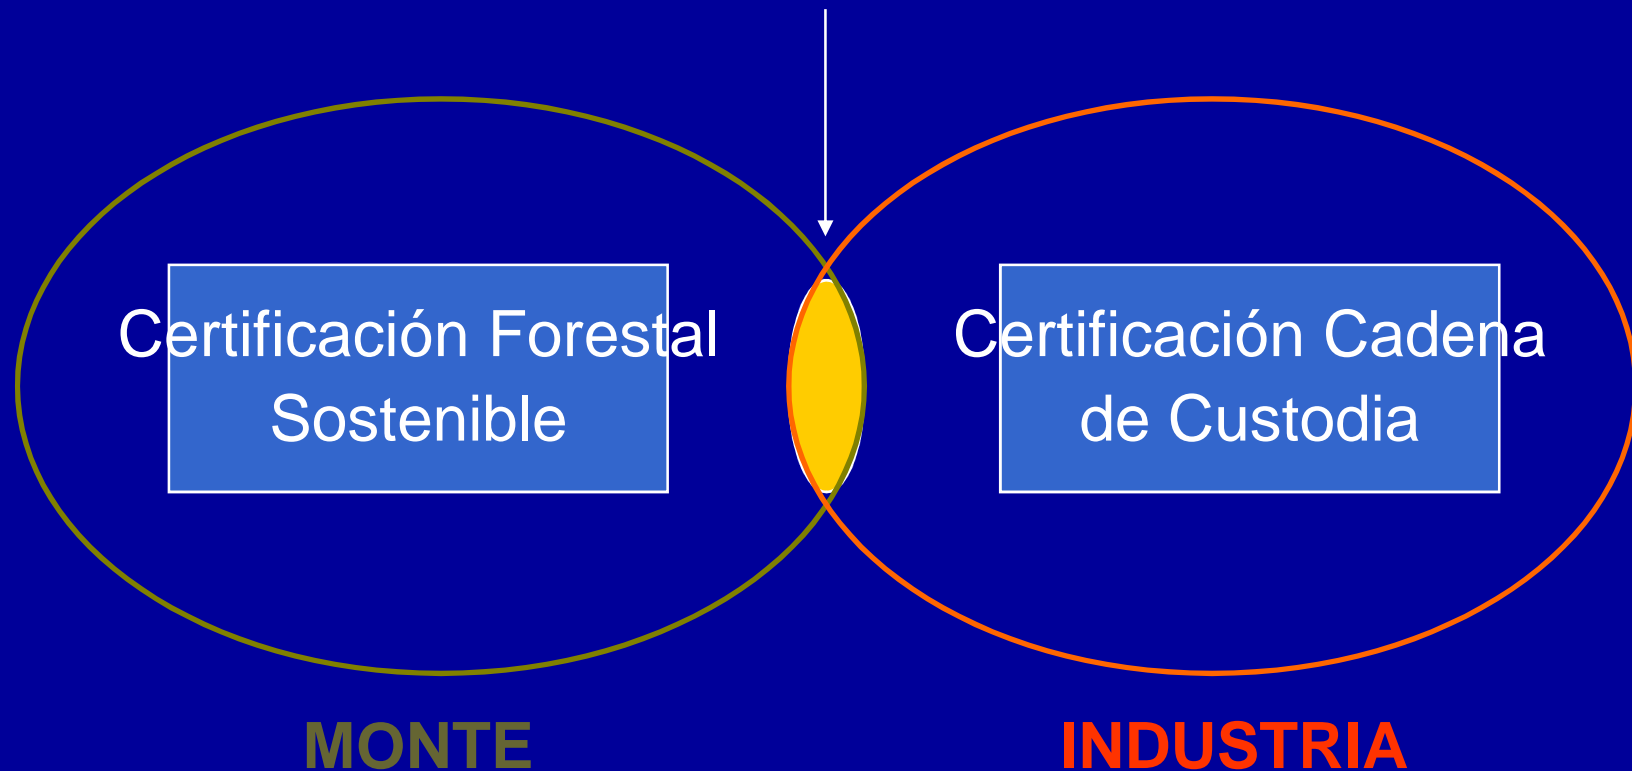 Certificación Forestal
Sostenible
Certificación Cadena
de Custodia
MONTE
INDUSTRIA